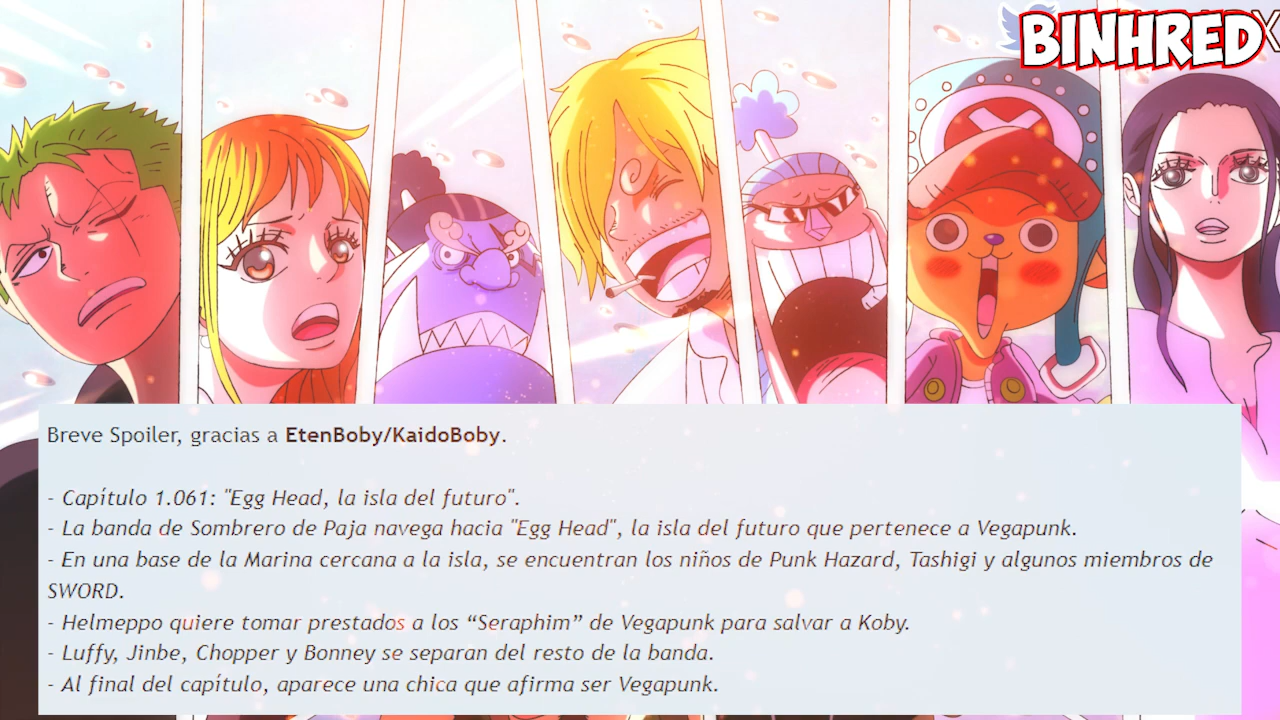 BINHRED
Breve Spoiler, gracias a EtenBoby/KaidoBoby.
- Capítulo 1.061: "Egg Head, la isla del futuro".
- La banda de Sombrero de Paja navega hacia "Egg Head", la isla del futuro que pertenece a Vegapunk.
- En una base de la Marina cercana a la isla, se encuentran los niños de Punk Hazard, Tashigi y algunos miembros de
SWORD.
- Helmeppo quiere tomar prestados a los “Seraphim” de Vegapunk para salvar a Koby.
- Luffy, Jinbe, Chopper y Bonney se separan del resto de la banda.
- Al final del capítulo, aparece una chica que afirma ser Vegapunk.